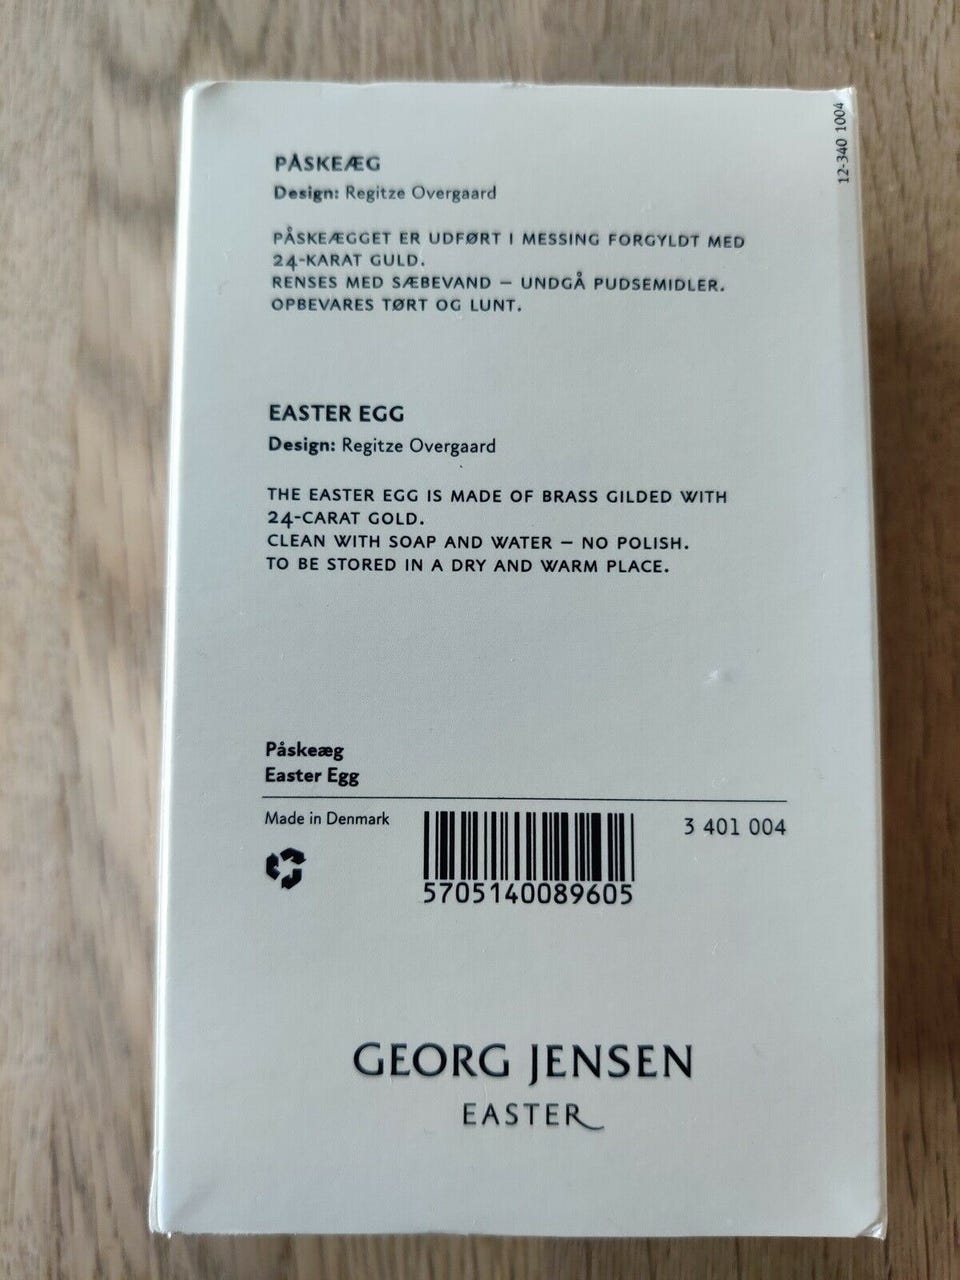 12-340 1004
PÅSKEÆG
Design: Regitze Overgaard
PÅSKEÆGGET ER UDFØRT I MESSING FORGYLDT MED
24-KARAT GULD.
RENSES MED SÆBEVAND – UNDGÅ PUDSEMIDLER.
OPBEVARES TØRT OG LUNT.
EASTER EGG
Design: Regitze Overgaard
THE EASTER EGG IS MADE OF BRASS GILDED WITH
24-CARAT GOLD.
CLEAN WITH SOAP AND WATER – NO POLISH.
TO BE STORED IN A DRY AND WARM PLACE.
Påskeæg
Easter Egg
Made in Denmark
3 401 004
5705140089605
GEORG JENSEN
EASTER